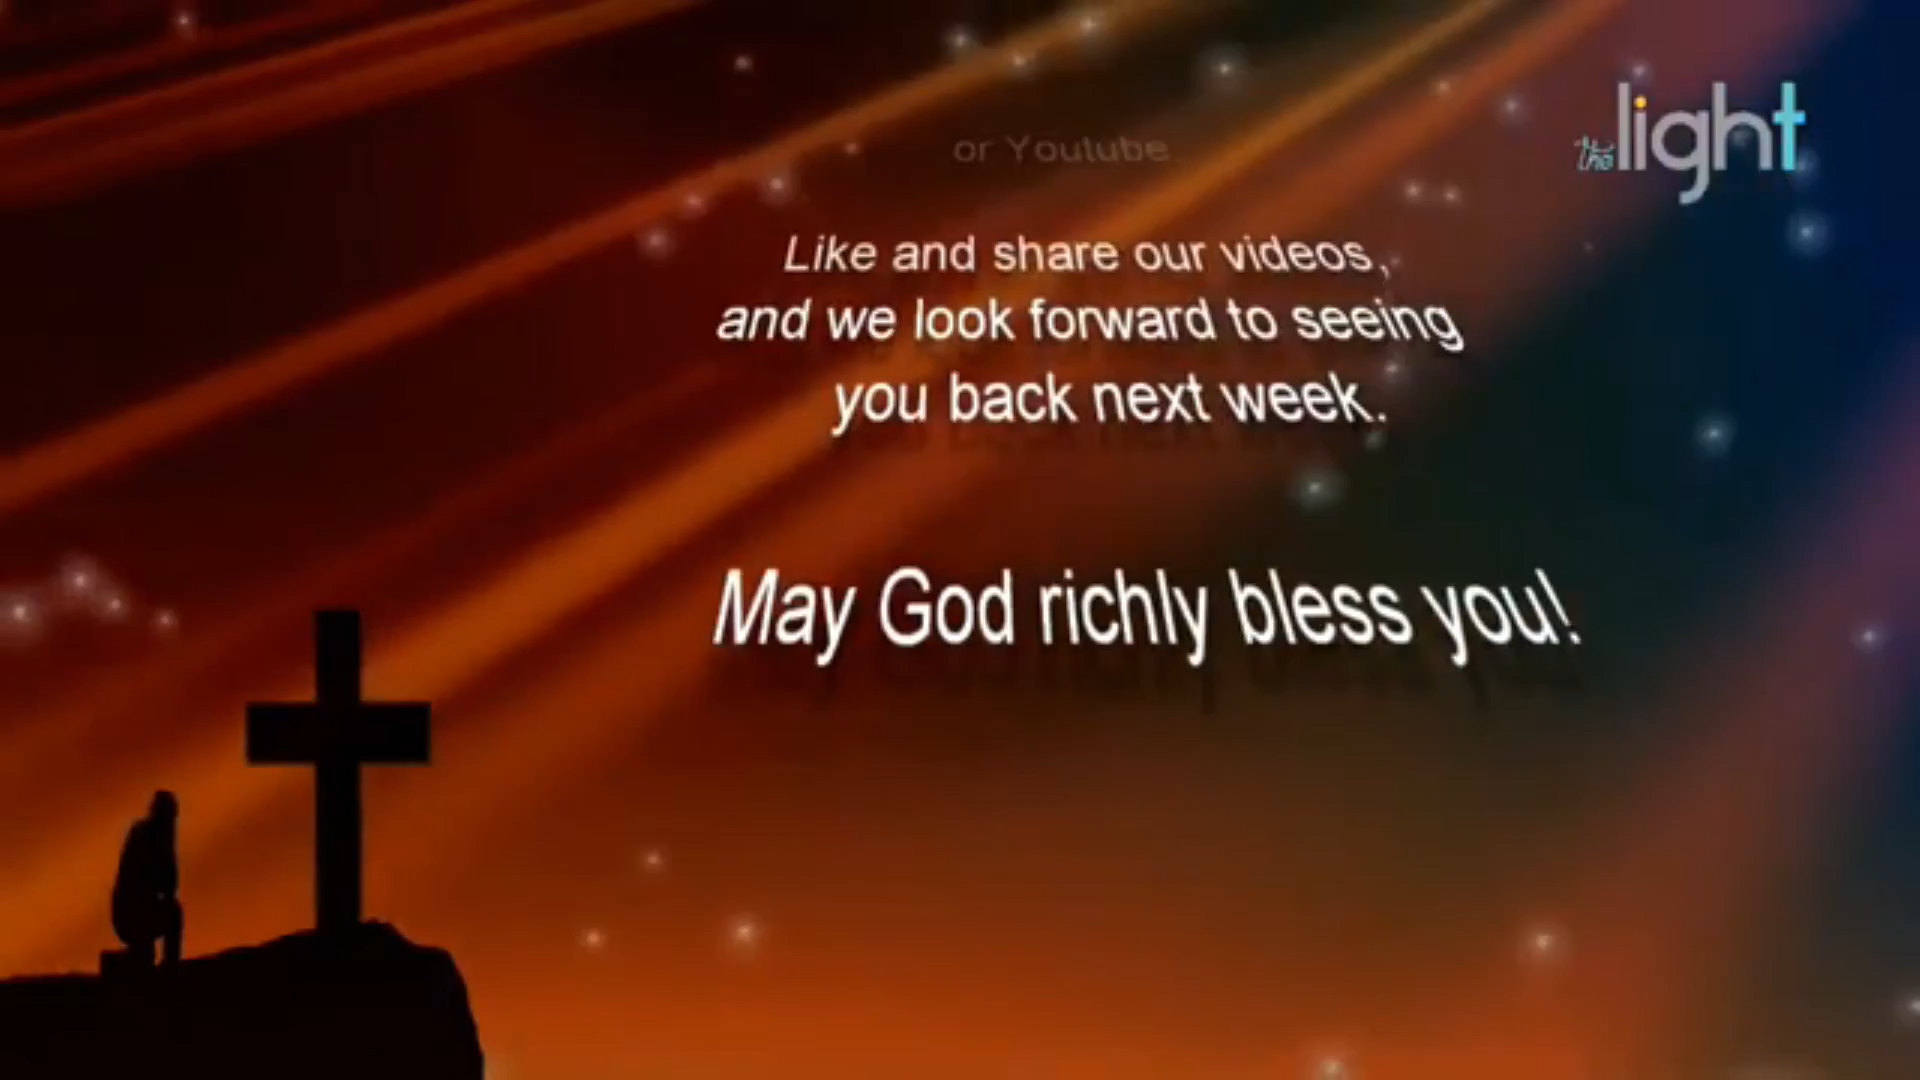 or Youtube
the light
Like and share our videos,
and we look forward to seeing
you back next week.
May God richly bless you!